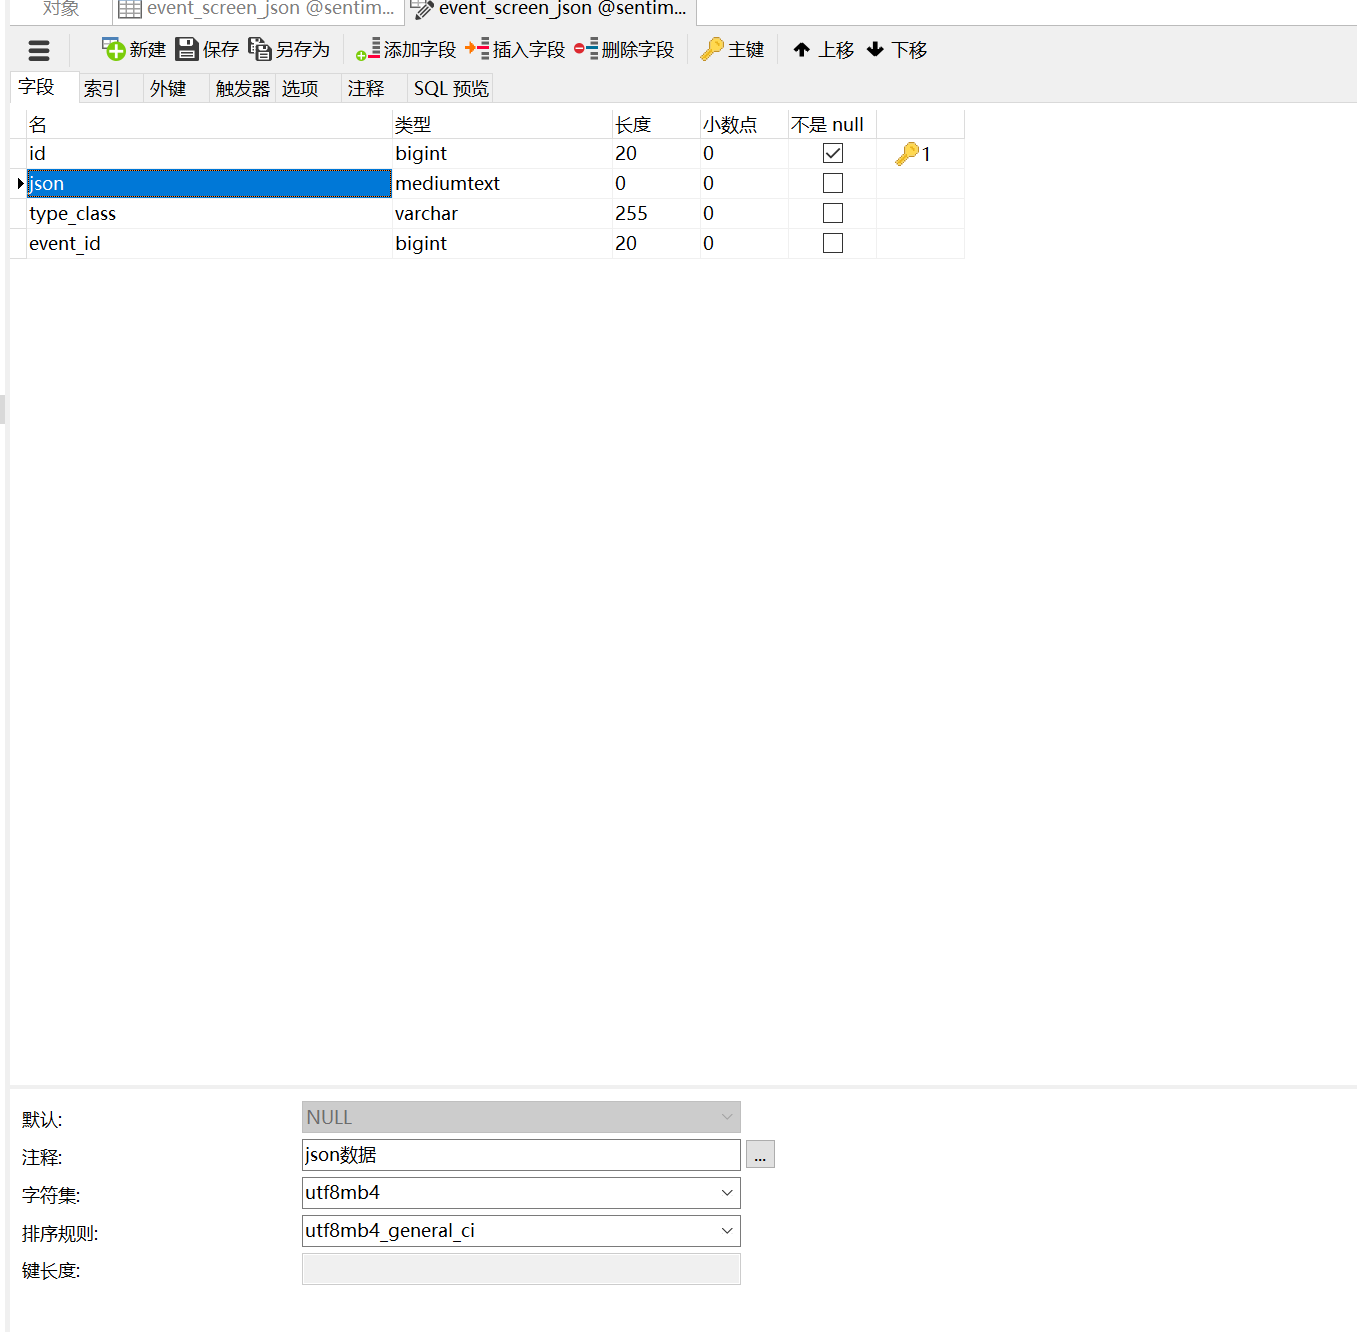 对象 event_screen_json @sentim... event_screen_json @sentim...
新建 保存 另存为 添加字段 插入字段 删除字段 主键 上移 下移
字段 索引 外键 触发器 选项 注释 SQL 预览
名 类型 长度 小数点 不是 null
id bigint 20 0 1
json mediumtext 0 0
type_class varchar 255 0
event_id bigint 20 0
默认: NULL
注释: json数据 ...
字符集: utf8mb4
排序规则: utf8mb4_general_ci
键长度: